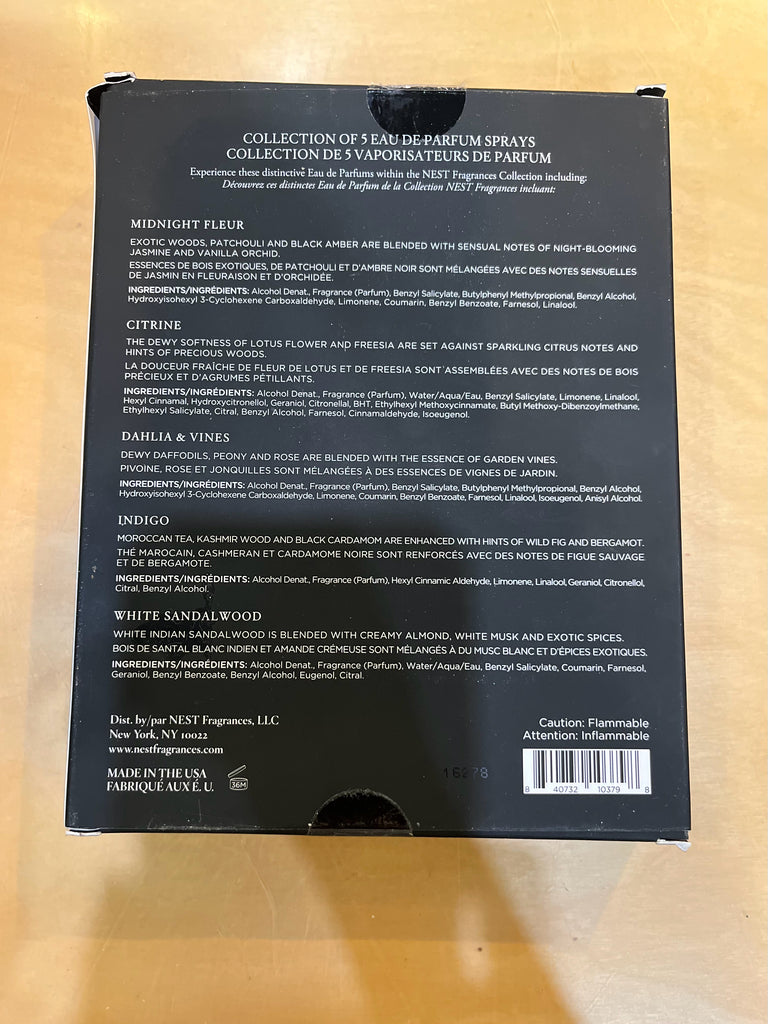 COLLECTION OF 5 EAU DE PARFUM SPRAYS
COLLECTION DE 5 VAPORISATEURS DE PARFUM
Experience these distinctive Eau de Parfums within the NEST Fragrances Collection including:
Découvrez ces distinctes Eau de Parfum de la Collection NEST Fragrances incluant:
MIDNIGHT FLEUR
EXOTIC WOODS, PATCHOULI AND BLACK AMBER ARE BLENDED WITH SENSUAL NOTES OF NIGHT-BLOOMING
JASMINE AND VANILLA ORCHID.
ESSENCES DE BOIS EXOTIQUES, DE PATCHOULI ET D'AMBRE NOIR SONT MÉLANGÉES AVEC DES NOTES SENSUELLES
DE JASMIN EN FLEURAISON ET D'ORCHIDÉE.
INGREDIENTS/INGRÉDIENTS: Alcohol Denat., Fragrance (Parfum), Benzyl Salicylate, Butylphenyl Methylpropional, Benzyl Alcohol,
Hydroxyisohexyl 3-Cyclohexene Carboxaldehyde, Limonene, Coumarin, Benzyl Benzoate, Farnesol, Linalool.
CITRINE
THE DEWY SOFTNESS OF LOTUS FLOWER AND FREESIA ARE SET AGAINST SPARKLING CITRUS NOTES AND
HINTS OF PRECIOUS WOODS.
LA DOUCEUR FRAÎCHE DE FLEUR DE LOTUS ET DE FREESIA SONT ASSEMBLÉES AVEC DES NOTES DE BOIS
PRÉCIEUX ET D'AGRUMES PÉTILLANTS.
INGREDIENTS/INGRÉDIENTS: Alcohol Denat., Fragrance (Parfum), Water/Aqua/Eau, Benzyl Salicylate, Limonene, Linalool,
Hexyl Cinnamal, Hydroxycitronellol, Geraniol, Citronellal, BHT, Ethylhexyl Methoxycinnamate, Butyl Methoxy-Dibenzoylmethane,
Ethylhexyl Salicylate, Citral, Benzyl Alcohol, Farnesol, Cinnamaldehyde, Isoeugenol.
DAHLIA & VINES
DEWY DAFFODILS, PEONY AND ROSE ARE BLENDED WITH THE ESSENCE OF GARDEN VINES.
PIVOINE, ROSE ET JONQUILLES SONT MÉLANGÉES À DES ESSENCES DE VIGNES DE JARDIN.
INGREDIENTS/INGRÉDIENTS: Alcohol Denat., Fragrance (Parfum), Benzyl Salicylate, Butylphenyl Methylpropional, Benzyl Alcohol,
Hydroxyisohexyl 3-Cyclohexene Carboxaldehyde, Limonene, Coumarin, Benzyl Benzoate, Farnesol, Linalool, Isoeugenol, Anisyl Alcohol.
INDIGO
MOROCCAN TEA, KASHMIR WOOD AND BLACK CARDAMOM ARE ENHANCED WITH HINTS OF WILD FIG AND BERGAMOT.
THÉ MAROCAIN, CASHMERAN ET CARDAMOME NOIRE SONT RENFORCÉS AVEC DES NOTES DE FIGUE SAUVAGE
ET DE BERGAMOTE.
INGREDIENTS/INGRÉDIENTS: Alcohol Denat., Fragrance (Parfum), Hexyl Cinnamic Aldehyde, Limonene, Linalool, Geraniol, Citronellol,
Citral, Benzyl Alcohol.
WHITE SANDALWOOD
WHITE INDIAN SANDALWOOD IS BLENDED WITH CREAMY ALMOND, WHITE MUSK AND EXOTIC SPICES.
BOIS DE SANTAL BLANC INDIEN ET AMANDE CRÉMEUSE SONT MÉLANGÉS À DU MUSC BLANC ET D'ÉPICES EXOTIQUES.
INGREDIENTS/INGRÉDIENTS: Alcohol Denat., Fragrance (Parfum), Water/Aqua/Eau, Benzyl Salicylate, Coumarin, Farnesol,
Geraniol, Benzyl Benzoate, Benzyl Alcohol, Eugenol, Citral.
Dist. by/par NEST Fragrances, LLC
New York, NY 10022
www.nestfragrances.com
MADE IN THE USA
FABRIQUÉ AUX É. U.
36M
16278
Caution: Flammable
Attention: Inflammable
8 40732 10379 8